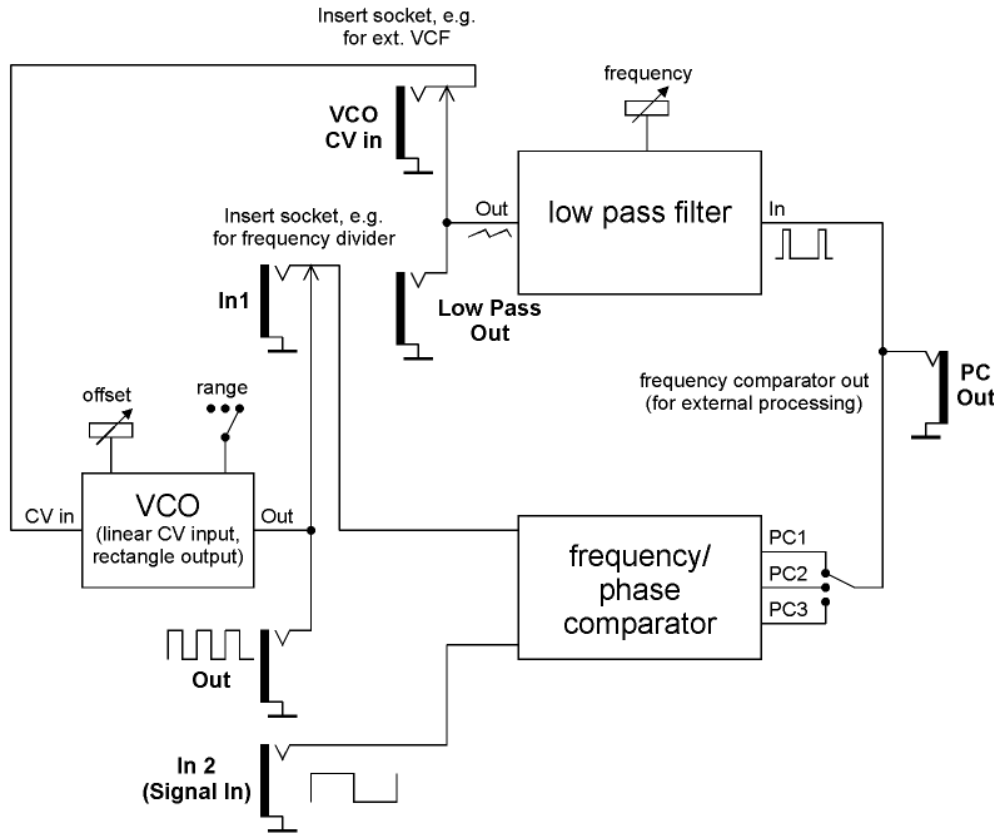 Insert socket, e.g.
for ext. VCF
frequency
VCO
CV in
Insert socket, e.g.
for frequency divider
Out
low pass filter
In
In1
Low Pass
Out
offset
range
frequency comparator out
(for external processing)
PC
Out
CV in
VCO
(linear CV input,
rectangle output)
Out
frequency/
phase
comparator
PC1
PC2
PC3
Out
In 2
(Signal In)